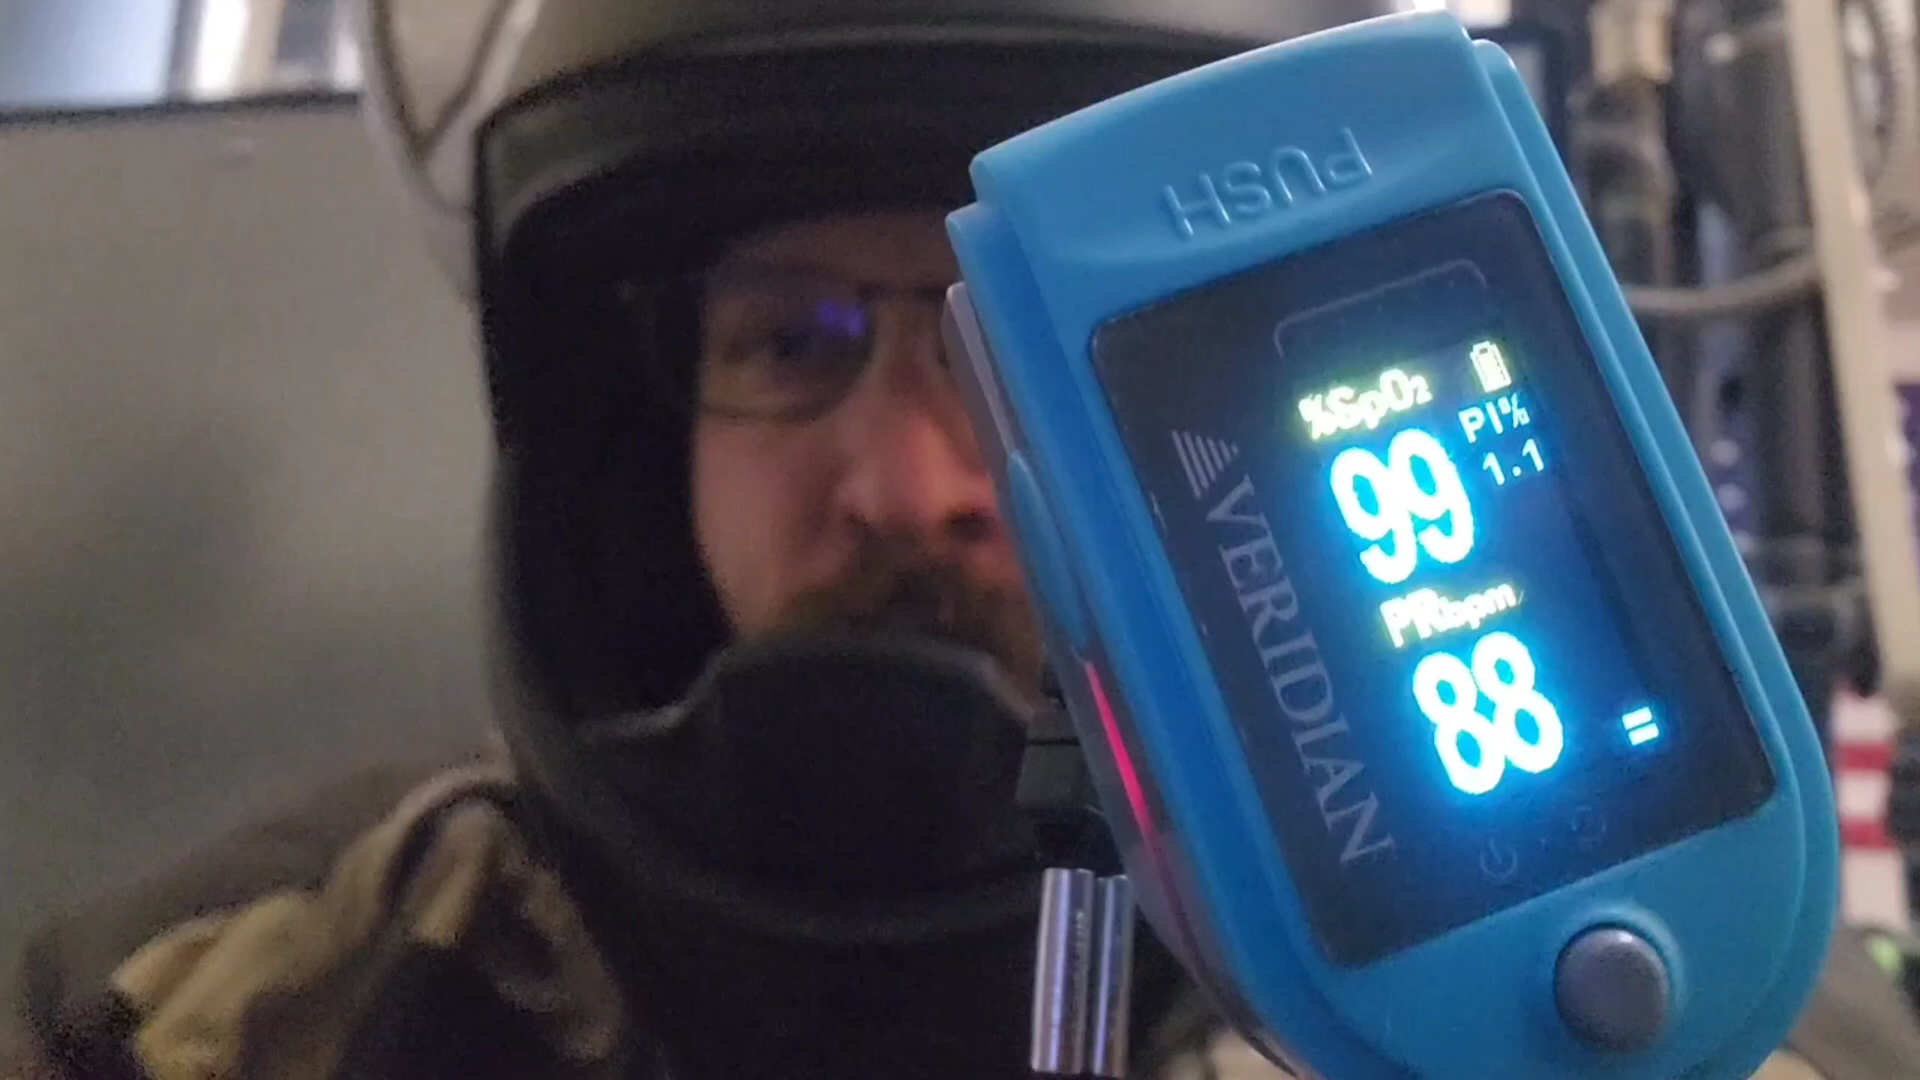 PUSH
%SpO₂
PI%
99
1.1
PRbpm
88
VERIDIAN